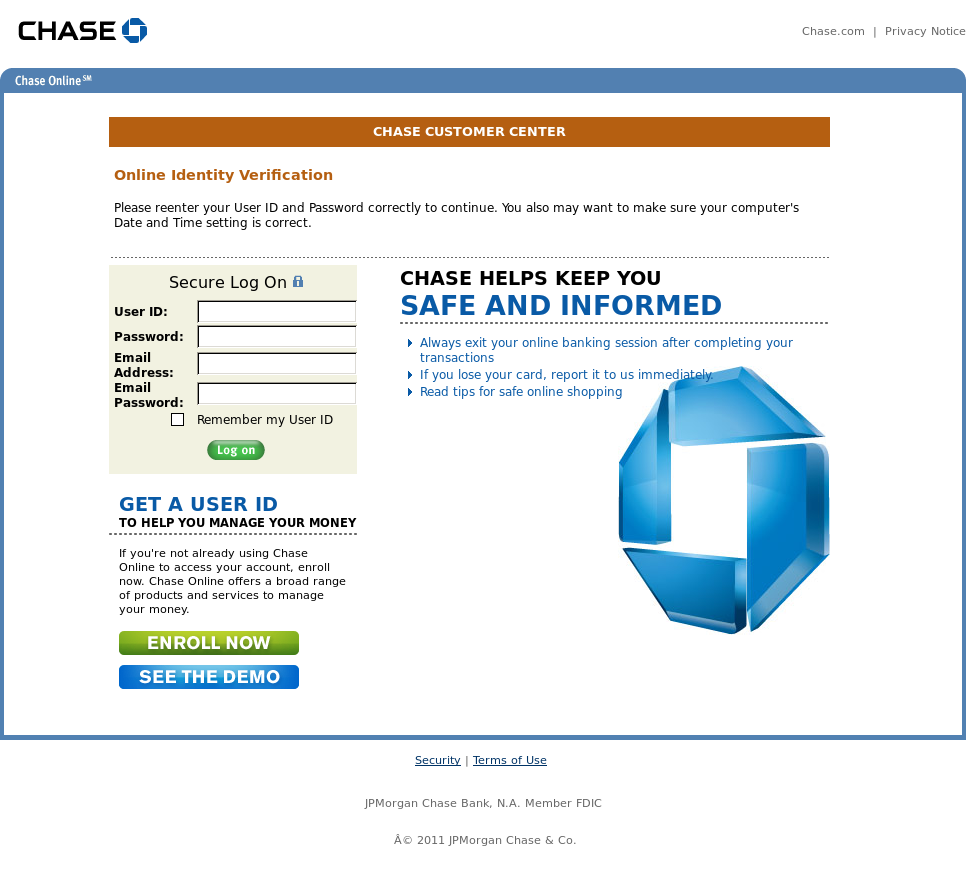 CHASE
Chase.com | Privacy Notice
Chase Online℠
CHASE CUSTOMER CENTER
Online Identity Verification
Please reenter your User ID and Password correctly to continue. You also may want to make sure your computer's
Date and Time setting is correct.
Secure Log On
User ID:
Password:
Email
Address:
Email
Password:
Remember my User ID
Log on
CHASE HELPS KEEP YOU
SAFE AND INFORMED
Always exit your online banking session after completing your
transactions
If you lose your card, report it to us immediately.
Read tips for safe online shopping
GET A USER ID
TO HELP YOU MANAGE YOUR MONEY
If you're not already using Chase
Online to access your account, enroll
now. Chase Online offers a broad range
of products and services to manage
your money.
ENROLL NOW
SEE THE DEMO
Security | Terms of Use
JPMorgan Chase Bank, N.A. Member FDIC
Â© 2011 JPMorgan Chase & Co.